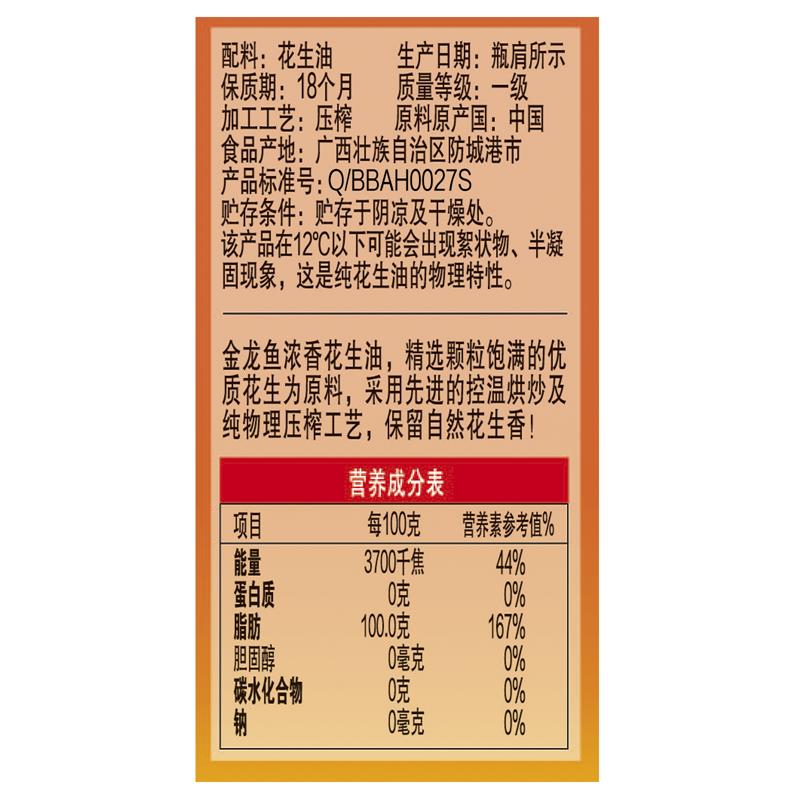 配料：花生油 生产日期：瓶肩所示
保质期：18个月 质量等级：一级
加工工艺：压榨 原料原产国：中国
食品产地：广西壮族自治区防城港市
产品标准号：Q/BBAH0027S
贮存条件：贮存于阴凉及干燥处。
该产品在12℃以下可能会出现絮状物、半凝
固现象，这是纯花生油的物理特性。
金龙鱼浓香花生油，精选颗粒饱满的优
质花生为原料，采用先进的控温烘炒及
纯物理压榨工艺，保留自然花生香！
营养成分表
项目 每100克 营养素参考值%
能量 3700千焦 44%
蛋白质 0克 0%
脂肪 100.0克 167%
胆固醇 0毫克 0%
碳水化合物 0克 0%
钠 0毫克 0%